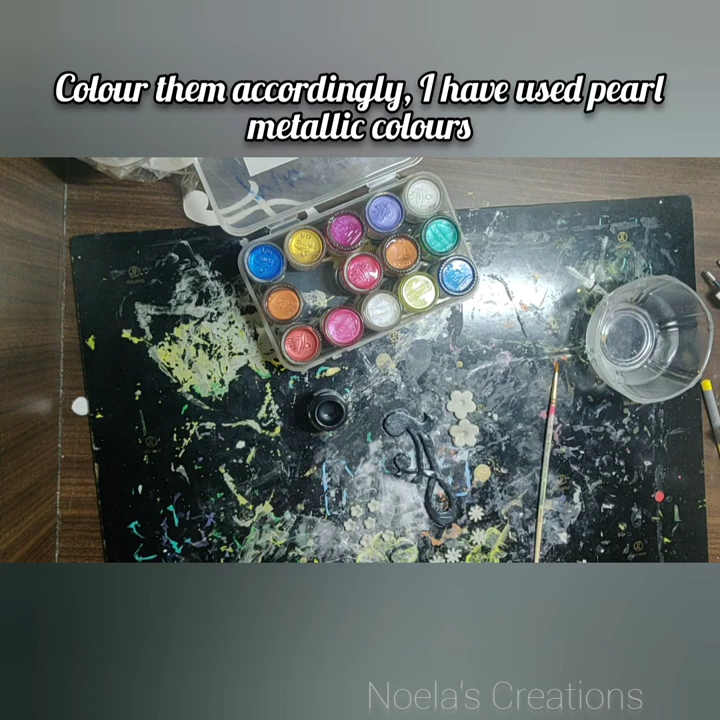 Colour them accordingly, I have used pearl
metallic colours
Noela's Creations